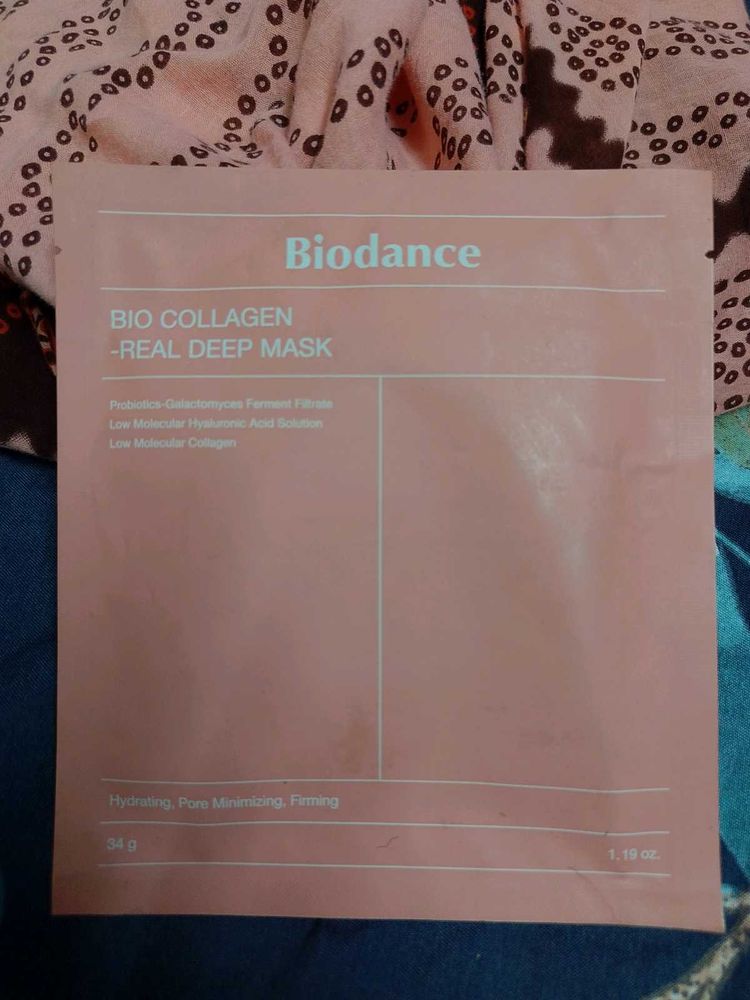 Biodance
BIO COLLAGEN
-REAL DEEP MASK
Probiotics-Galactomyces Ferment Filtrate
Low Molecular Hyaluronic Acid Solution
Low Molecular Collagen
Hydrating, Pore Minimizing, Firming
34 g
1.19 oz.